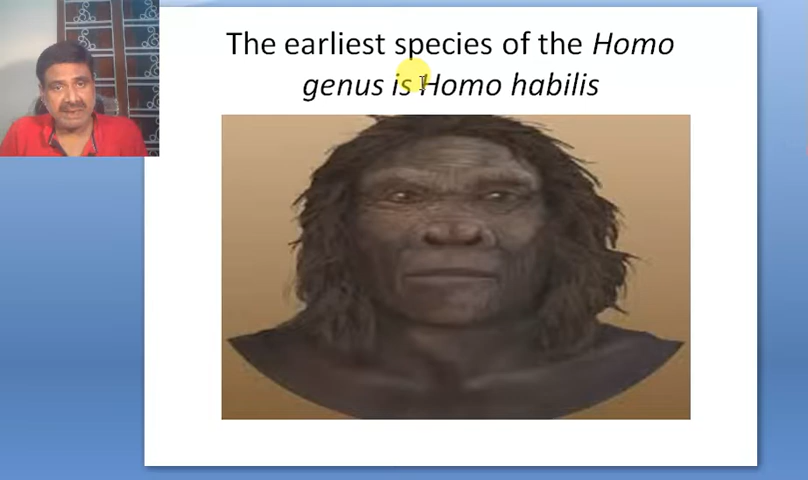 The earliest species of the Homo
genus is Homo habilis